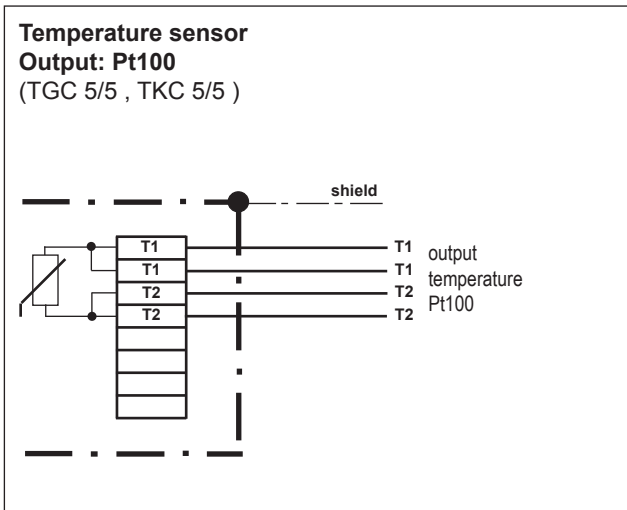 Temperature sensor
Output: Pt100
(TGC 5/5 , TKC 5/5 )
shield
T1 T1 output
T1 T1 temperature
T2 T2 Pt100
T2 T2